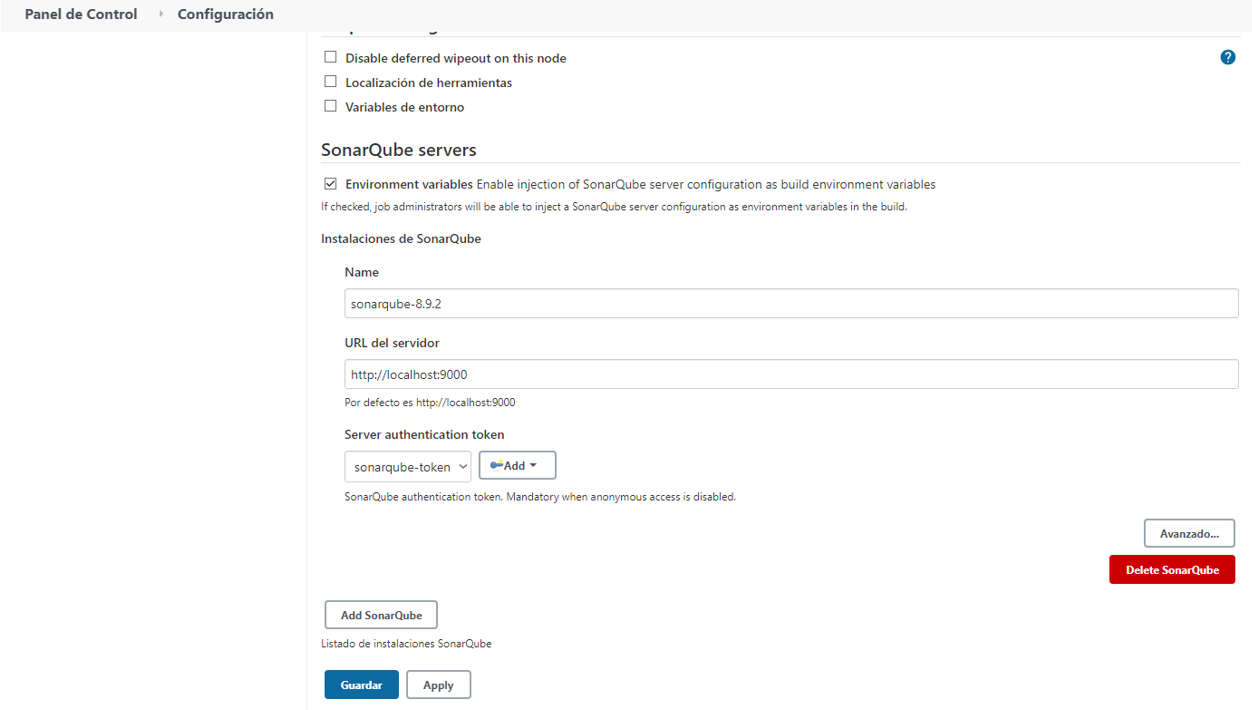 Panel de Control
Configuración
Disable deferred wipeout on this node
?
Localización de herramientas
Variables de entorno
SonarQube servers
Environment variables Enable injection of SonarQube server configuration as build environment variables
If checked, job administrators will be able to inject a SonarQube server configuration as environment variables in the build.
Instalaciones de SonarQube
Name
sonarqube-8.9.2
URL del servidor
http://localhost:9000
Por defecto es http://localhost:9000
Server authentication token
sonarqube-token
Add
SonarQube authentication token. Mandatory when anonymous access is disabled.
Avanzado...
Delete SonarQube
Add SonarQube
Listado de instalaciones SonarQube
Guardar
Apply